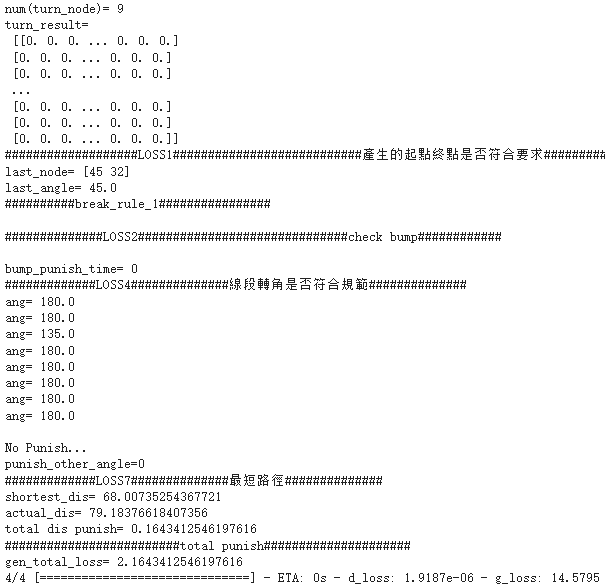 num(turn_node)= 9
turn_result=
[[0. 0. 0. ... 0. 0. 0.]
[0. 0. 0. ... 0. 0. 0.]
[0. 0. 0. ... 0. 0. 0.]
...
[0. 0. 0. ... 0. 0. 0.]
[0. 0. 0. ... 0. 0. 0.]
[0. 0. 0. ... 0. 0. 0.]]
###################LOSS1###########################產生的起點終點是否符合要求#########
last_node= [45 32]
last_angle= 45.0
##########break_rule_1################
##############LOSS2##############################check bump############
bump_punish_time= 0
#############LOSS4##############線段轉角是否符合規範##############
ang= 180.0
ang= 180.0
ang= 135.0
ang= 180.0
ang= 180.0
ang= 180.0
ang= 180.0
ang= 180.0
No Punish...
punish_other_angle=0
#############LOSS7##############最短路徑##############
shortest_dis= 68.00735254367721
actual_dis= 79.18376618407356
total dis punish= 0.1643412546197616
#########################total punish#####################
gen_total_loss= 2.1643412546197616
4/4 [==============================] - ETA: 0s - d_loss: 1.9187e-06 - g_loss: 14.5795